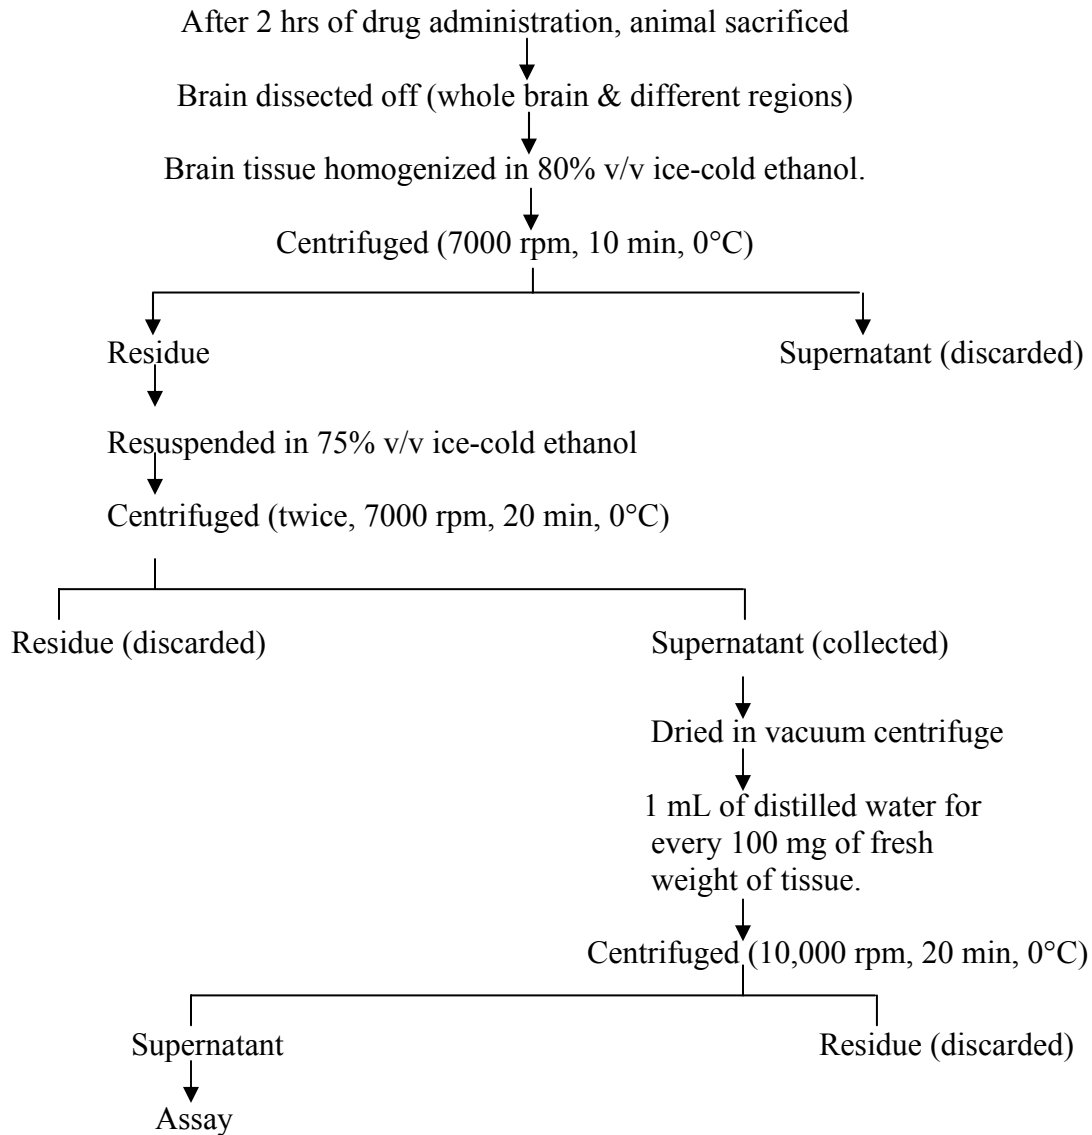 After 2 hrs of drug administration, animal sacrificed
Brain dissected off (whole brain & different regions)
Brain tissue homogenized in 80% v/v ice-cold ethanol.
Centrifuged (7000 rpm, 10 min, 0°C)
Residue
Supernatant (discarded)
Resuspended in 75% v/v ice-cold ethanol
Centrifuged (twice, 7000 rpm, 20 min, 0°C)
Residue (discarded)
Supernatant (collected)
Dried in vacuum centrifuge
1 mL of distilled water for
every 100 mg of fresh
weight of tissue.
Centrifuged (10,000 rpm, 20 min, 0°C)
Supernatant
Residue (discarded)
Assay